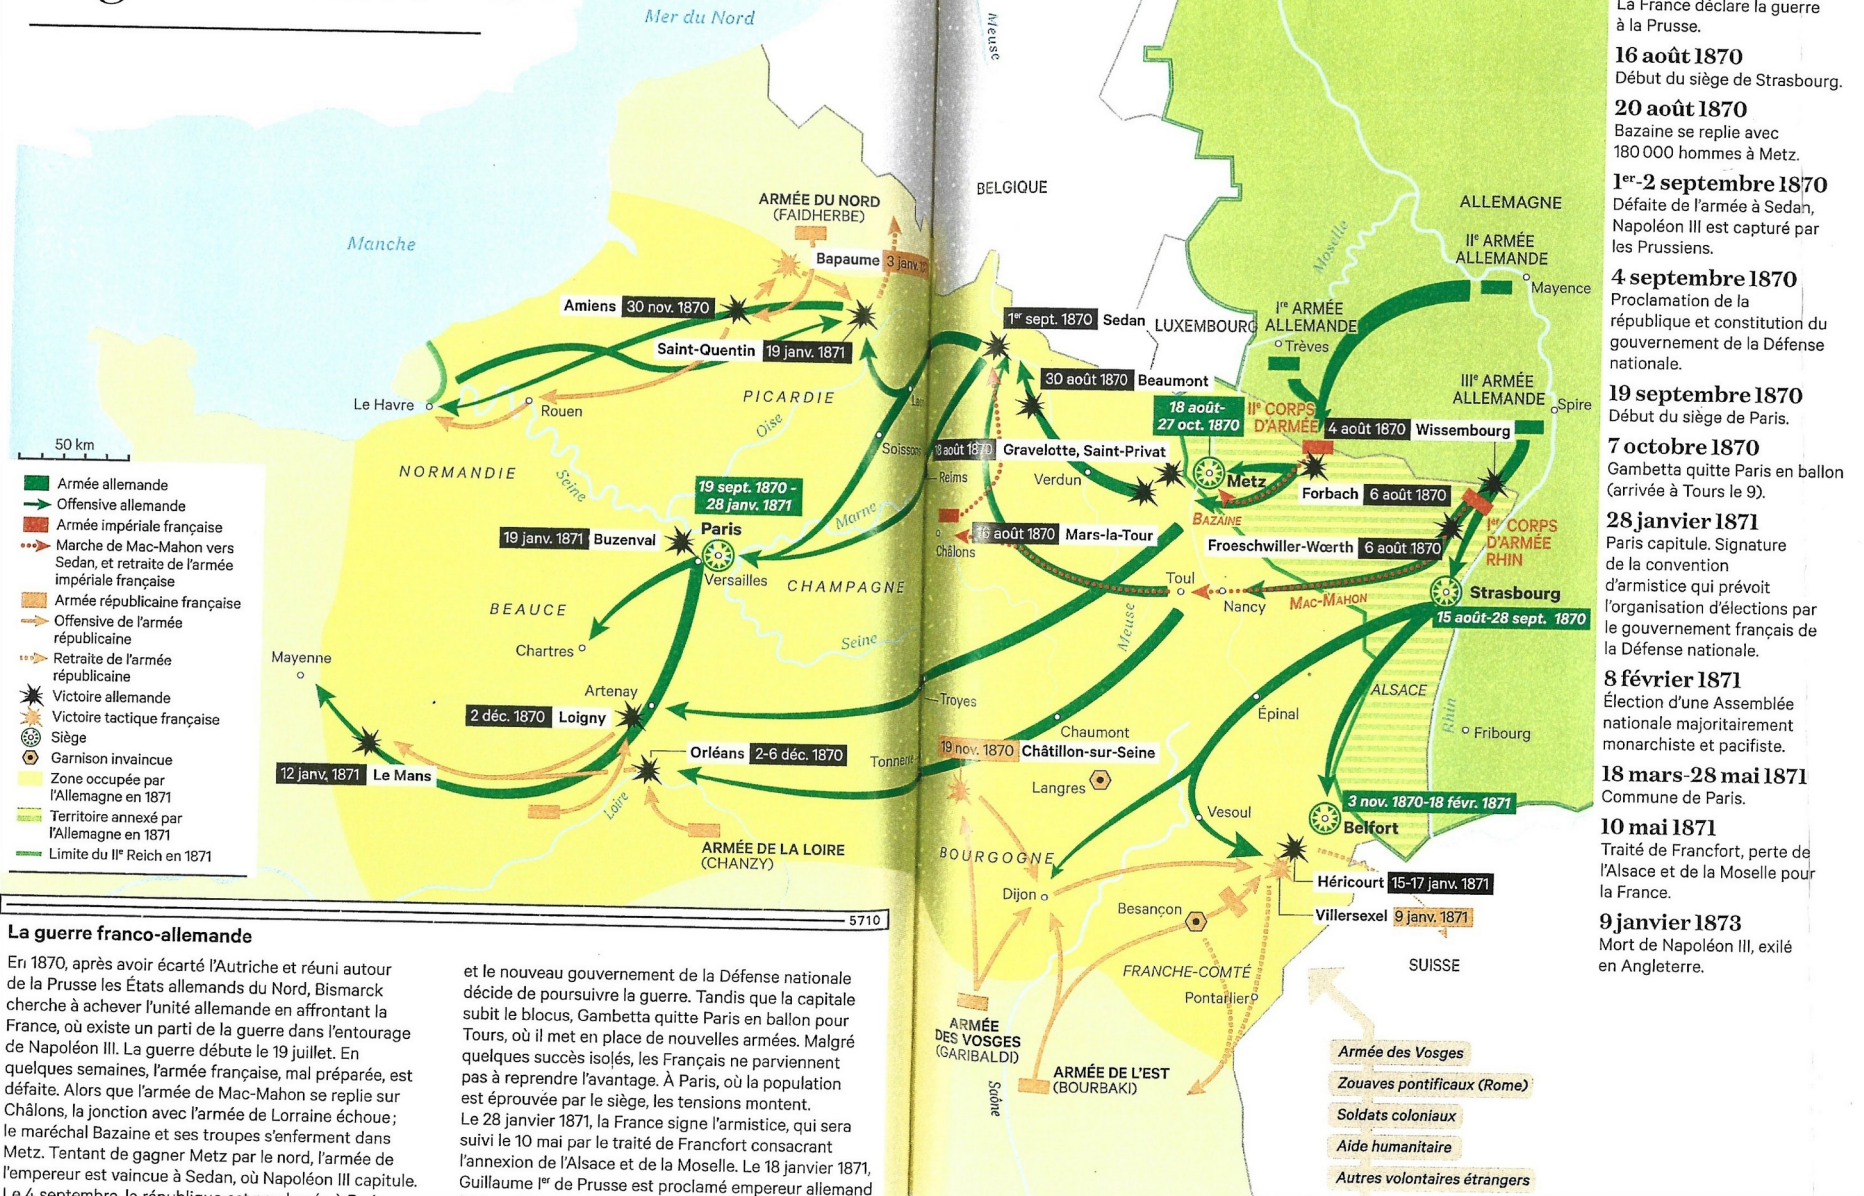 Mer du Nord
Meuse
Manche
BELGIQUE
ARMÉE DU NORD
(FAIDHERBE)
Bapaume 3 janv.
Amiens 30 nov. 1870
Saint-Quentin 19 janv. 1871
1er sept. 1870 Sedan
LUXEMBOURG
ALLEMAGNE
IIe ARMÉE
ALLEMANDE
Mayence
Moselle
Ire ARMÉE
ALLEMANDE
Trèves
IIIe ARMÉE
ALLEMANDE
Spire
30 août 1870 Beaumont
18 août-
27 oct. 1870
IIe CORPS
D'ARMÉE
4 août 1870 Wissembourg
Le Havre
Rouen
PICARDIE
Oise
Soissons
18 août 1870 Gravelotte, Saint-Privat
Reims
Verdun
Metz
Forbach 6 août 1870
BAZAINE
Ier CORPS
D'ARMÉE
RHIN
NORMANDIE
Seine
19 sept. 1870 -
28 janv. 1871
Paris
Marne
19 janv. 1871 Buzenval
Versailles
Châlons
16 août 1870 Mars-la-Tour
Froeschwiller-Wœrth 6 août 1870
Toul
Nancy
MAC-MAHON
Strasbourg
15 août-28 sept. 1870
CHAMPAGNE
BEAUCE
Chartres
Seine
Meuse
Mayenne
Artenay
2 déc. 1870 Loigny
Troyes
ALSACE
Épinal
Rhin
Fribourg
Chaumont
Orléans 2-6 déc. 1870
19 nov. 1870 Châtillon-sur-Seine
12 janv. 1871 Le Mans
Langres
Loire
Vesoul
3 nov. 1870-18 févr. 1871
Belfort
ARMÉE DE LA LOIRE
(CHANZY)
BOURGOGNE
Dijon
Héricourt 15-17 janv. 1871
Besançon
Villersexel 9 janv. 1871
FRANCHE-COMTÉ
SUISSE
Pontarlier
ARMÉE
DES VOSGES
(GARIBALDI)
ARMÉE DE L'EST
(BOURBAKI)
Saône
Armée des Vosges
Zouaves pontificaux (Rome)
Soldats coloniaux
Aide humanitaire
Autres volontaires étrangers
50 km
Armée allemande
Offensive allemande
Armée impériale française
Marche de Mac-Mahon vers
Sedan, et retraite de l'armée
impériale française
Armée républicaine française
Offensive de l'armée
républicaine
Retraite de l'armée
républicaine
Victoire allemande
Victoire tactique française
Siège
Garnison invaincue
Zone occupée par
l'Allemagne en 1871
Territoire annexé par
l'Allemagne en 1871
Limite du IIe Reich en 1871
5710
La guerre franco-allemande
En 1870, après avoir écarté l'Autriche et réuni autour
de la Prusse les États allemands du Nord, Bismarck
cherche à achever l'unité allemande en affrontant la
France, où existe un parti de la guerre dans l'entourage
de Napoléon III. La guerre débute le 19 juillet. En
quelques semaines, l'armée française, mal préparée, est
défaite. Alors que l'armée de Mac-Mahon se replie sur
Châlons, la jonction avec l'armée de Lorraine échoue;
le maréchal Bazaine et ses troupes s'enferment dans
Metz. Tentant de gagner Metz par le nord, l'armée de
l'empereur est vaincue à Sedan, où Napoléon III capitule.
Le 4 septembre, la république est
et le nouveau gouvernement de la Défense nationale
décide de poursuivre la guerre. Tandis que la capitale
subit le blocus, Gambetta quitte Paris en ballon pour
Tours, où il met en place de nouvelles armées. Malgré
quelques succès isolés, les Français ne parviennent
pas à reprendre l'avantage. À Paris, où la population
est éprouvée par le siège, les tensions montent.
Le 28 janvier 1871, la France signe l'armistice, qui sera
suivi le 10 mai par le traité de Francfort consacrant
l'annexion de l'Alsace et de la Moselle. Le 18 janvier 1871,
Guillaume Ier de Prusse est proclamé empereur allemand
La France déclare la guerre
à la Prusse.
16 août 1870
Début du siège de Strasbourg.
20 août 1870
Bazaine se replie avec
180 000 hommes à Metz.
1er-2 septembre 1870
Défaite de l'armée à Sedan,
Napoléon III est capturé par
les Prussiens.
4 septembre 1870
Proclamation de la
république et constitution du
gouvernement de la Défense
nationale.
19 septembre 1870
Début du siège de Paris.
7 octobre 1870
Gambetta quitte Paris en ballon
(arrivée à Tours le 9).
28 janvier 1871
Paris capitule. Signature
de la convention
d'armistice qui prévoit
l'organisation d'élections par
le gouvernement français de
la Défense nationale.
8 février 1871
Élection d'une Assemblée
nationale majoritairement
monarchiste et pacifiste.
18 mars-28 mai 1871
Commune de Paris.
10 mai 1871
Traité de Francfort, perte de
l'Alsace et de la Moselle pour
la France.
9 janvier 1873
Mort de Napoléon III, exilé
en Angleterre.